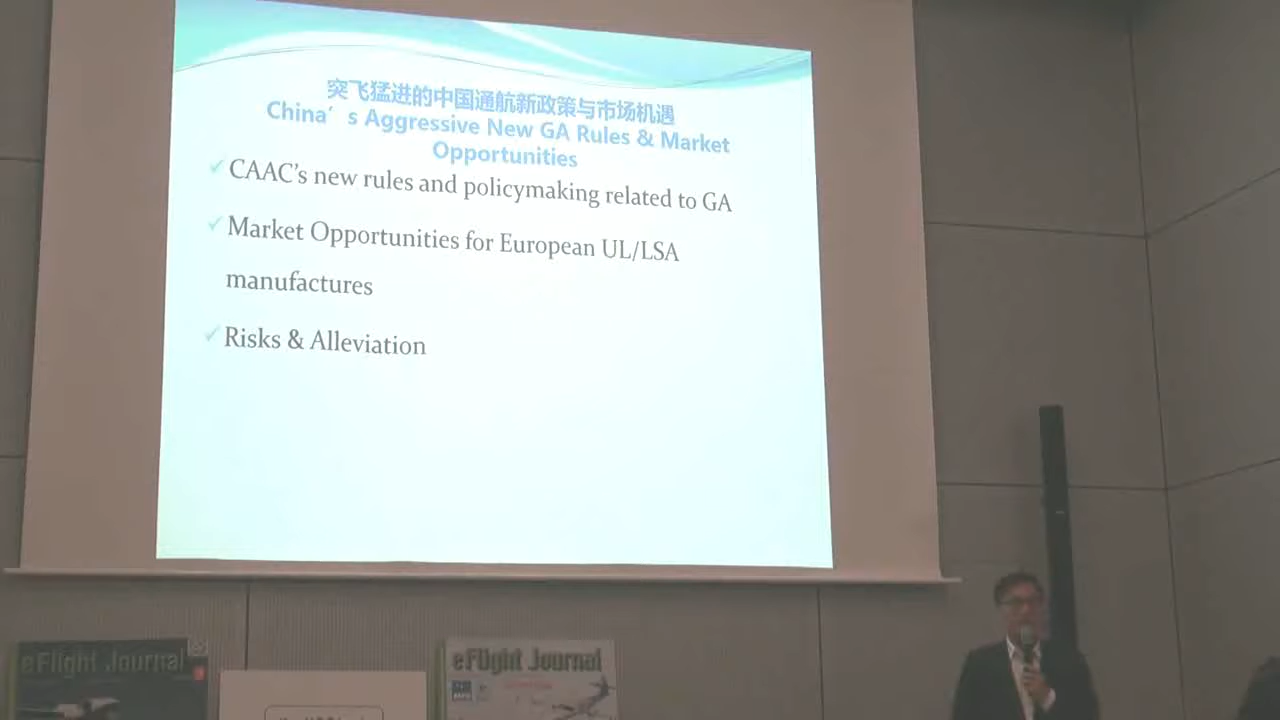 突飞猛进的中国通航新政策与市场机遇
China's Aggressive New GA Rules & Market
Opportunities
✓ CAAC's new rules and policymaking related to GA
✓ Market Opportunities for European UL/LSA
manufactures
✓ Risks & Alleviation
eFlight Journal
eFlight Journal